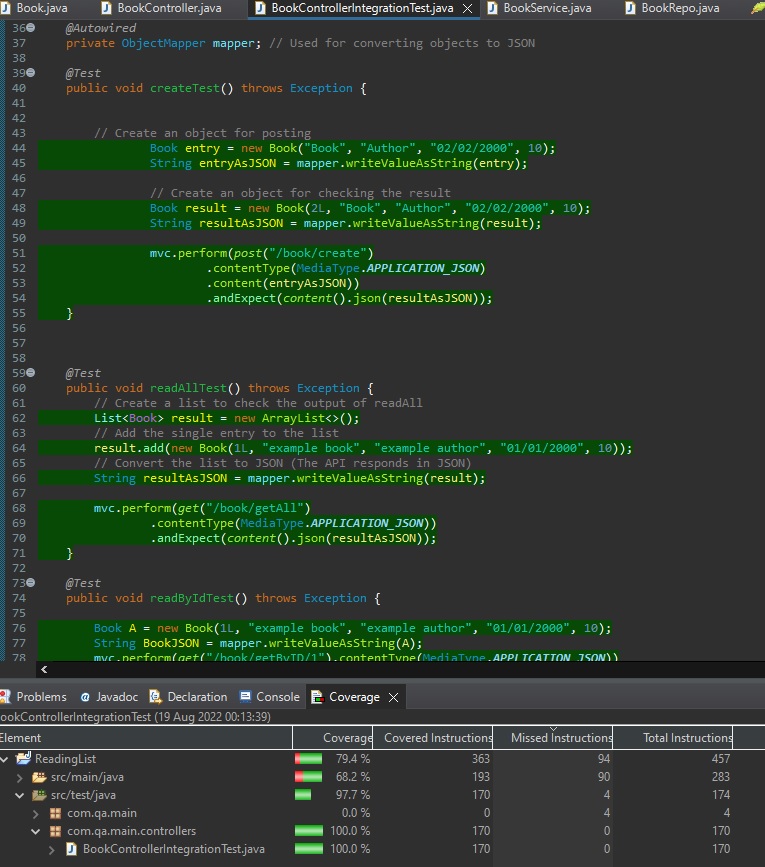 Book.java BookController.java BookControllerIntegrationTest.java BookService.java BookRepo.java
36 @Autowired
37 private ObjectMapper mapper; // Used for converting objects to JSON
38
39 @Test
40 public void createTest() throws Exception {
41
42
43 // Create an object for posting
44 Book entry = new Book("Book", "Author", "02/02/2000", 10);
45 String entryAsJSON = mapper.writeValueAsString(entry);
46
47 // Create an object for checking the result
48 Book result = new Book(2L, "Book", "Author", "02/02/2000", 10);
49 String resultAsJSON = mapper.writeValueAsString(result);
50
51 mvc.perform(post("/book/create")
52 .contentType(MediaType.APPLICATION_JSON)
53 .content(entryAsJSON))
54 .andExpect(content().json(resultAsJSON));
55 }
56
57
58
59 @Test
60 public void readAllTest() throws Exception {
61 // Create a list to check the output of readAll
62 List<Book> result = new ArrayList<>();
63 // Add the single entry to the list
64 result.add(new Book(1L, "example book", "example author", "01/01/2000", 10));
65 // Convert the list to JSON (The API responds in JSON)
66 String resultAsJSON = mapper.writeValueAsString(result);
67
68 mvc.perform(get("/book/getAll")
69 .contentType(MediaType.APPLICATION_JSON))
70 .andExpect(content().json(resultAsJSON));
71 }
72
73 @Test
74 public void readByIdTest() throws Exception {
75
76 Book A = new Book(1L, "example book", "example author", "01/01/2000", 10);
77 String BookJSON = mapper.writeValueAsString(A);
78 mvc.perform(get("/book/getByID/1").contentType(MediaType.APPLICATION_JSON))
Problems Javadoc Declaration Console Coverage
ookControllerIntegrationTest (19 Aug 2022 00:13:39)
Element Coverage Covered Instructions Missed Instructions Total Instructions
ReadingList 79.4 % 363 94 457
src/main/java 68.2 % 193 90 283
src/test/java 97.7 % 170 4 174
com.qa.main 0.0 % 0 4 4
com.qa.main.controllers 100.0 % 170 0 170
BookControllerIntegrationTest.java 100.0 % 170 0 170